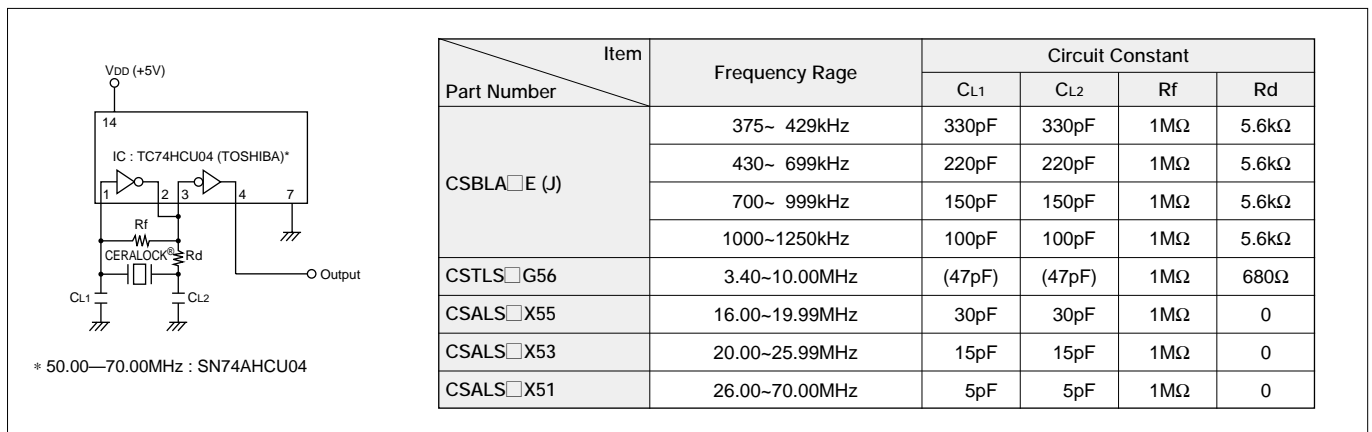 VDD (+5V)
14
IC : TC74HCU04 (TOSHIBA)*
1 2 3 4 7
Rf
CERALOCK® Rd
Output
CL1 CL2
* 50.00—70.00MHz : SN74AHCU04
Item
Part Number
Frequency Rage
Circuit Constant
CL1 CL2 Rf Rd
CSBLA□E (J)
375~ 429kHz 330pF 330pF 1MΩ 5.6kΩ
430~ 699kHz 220pF 220pF 1MΩ 5.6kΩ
700~ 999kHz 150pF 150pF 1MΩ 5.6kΩ
1000~1250kHz 100pF 100pF 1MΩ 5.6kΩ
CSTLS□G56 3.40~10.00MHz (47pF) (47pF) 1MΩ 680Ω
CSALS□X55 16.00~19.99MHz 30pF 30pF 1MΩ 0
CSALS□X53 20.00~25.99MHz 15pF 15pF 1MΩ 0
CSALS□X51 26.00~70.00MHz 5pF 5pF 1MΩ 0